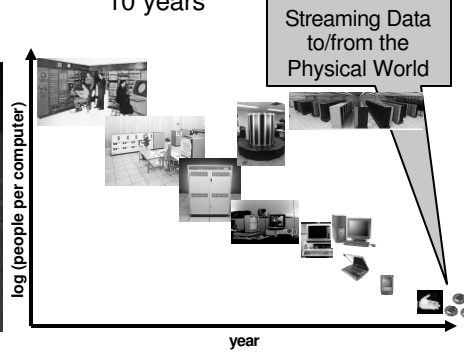 10 years
Streaming Data
to/from the
Physical World
log (people per computer)
year